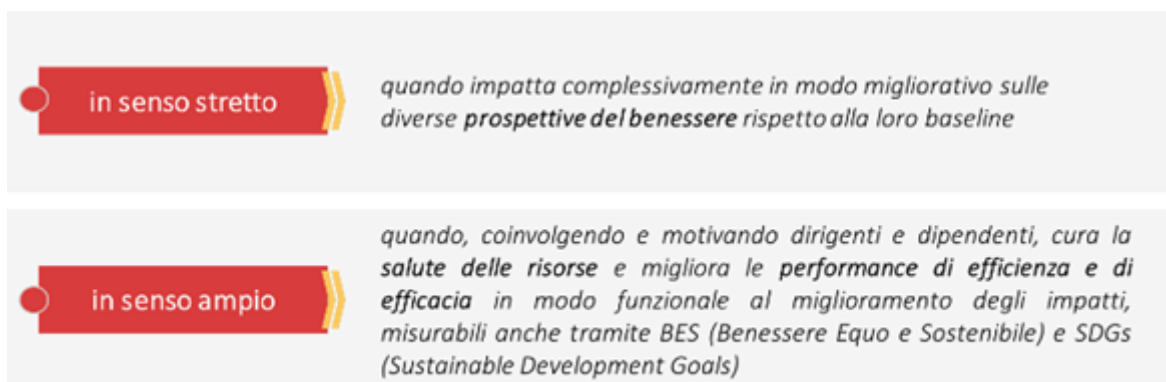 in senso stretto
quando impatta complessivamente in modo migliorativo sulle
diverse prospettive del benessere rispetto alla loro baseline
in senso ampio
quando, coinvolgendo e motivando dirigenti e dipendenti, cura la
salute delle risorse e migliora le performance di efficienza e di
efficacia in modo funzionale al miglioramento degli impatti,
misurabili anche tramite BES (Benessere Equo e Sostenibile) e SDGs
(Sustainable Development Goals)